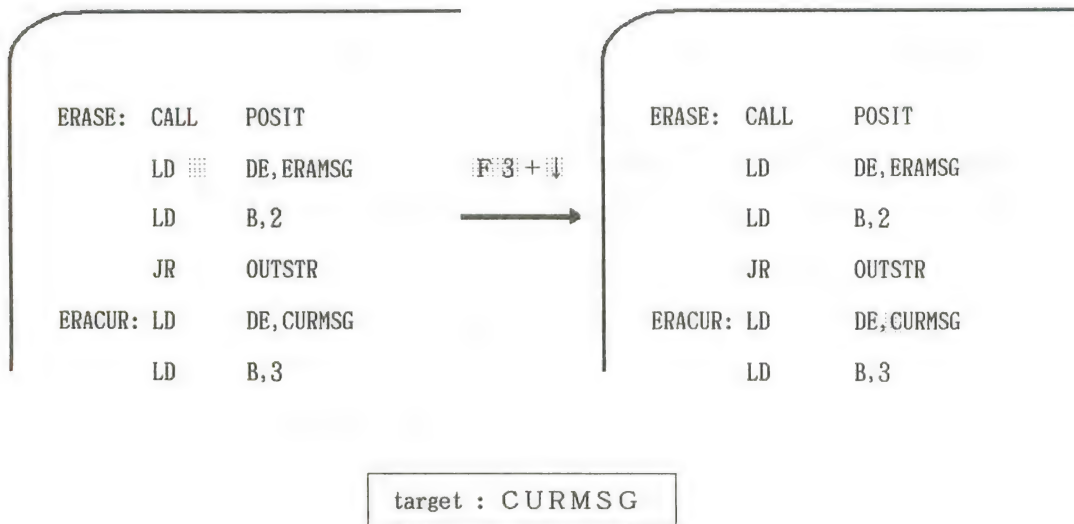 ERASE: CALL POSIT
LD DE,ERAMSG
LD B,2
JR OUTSTR
ERACUR: LD DE,CURMSG
LD B,3
F3+↓
ERASE: CALL POSIT
LD DE,ERAMSG
LD B,2
JR OUTSTR
ERACUR: LD DE,CURMSG
LD B,3
target : CURMSG